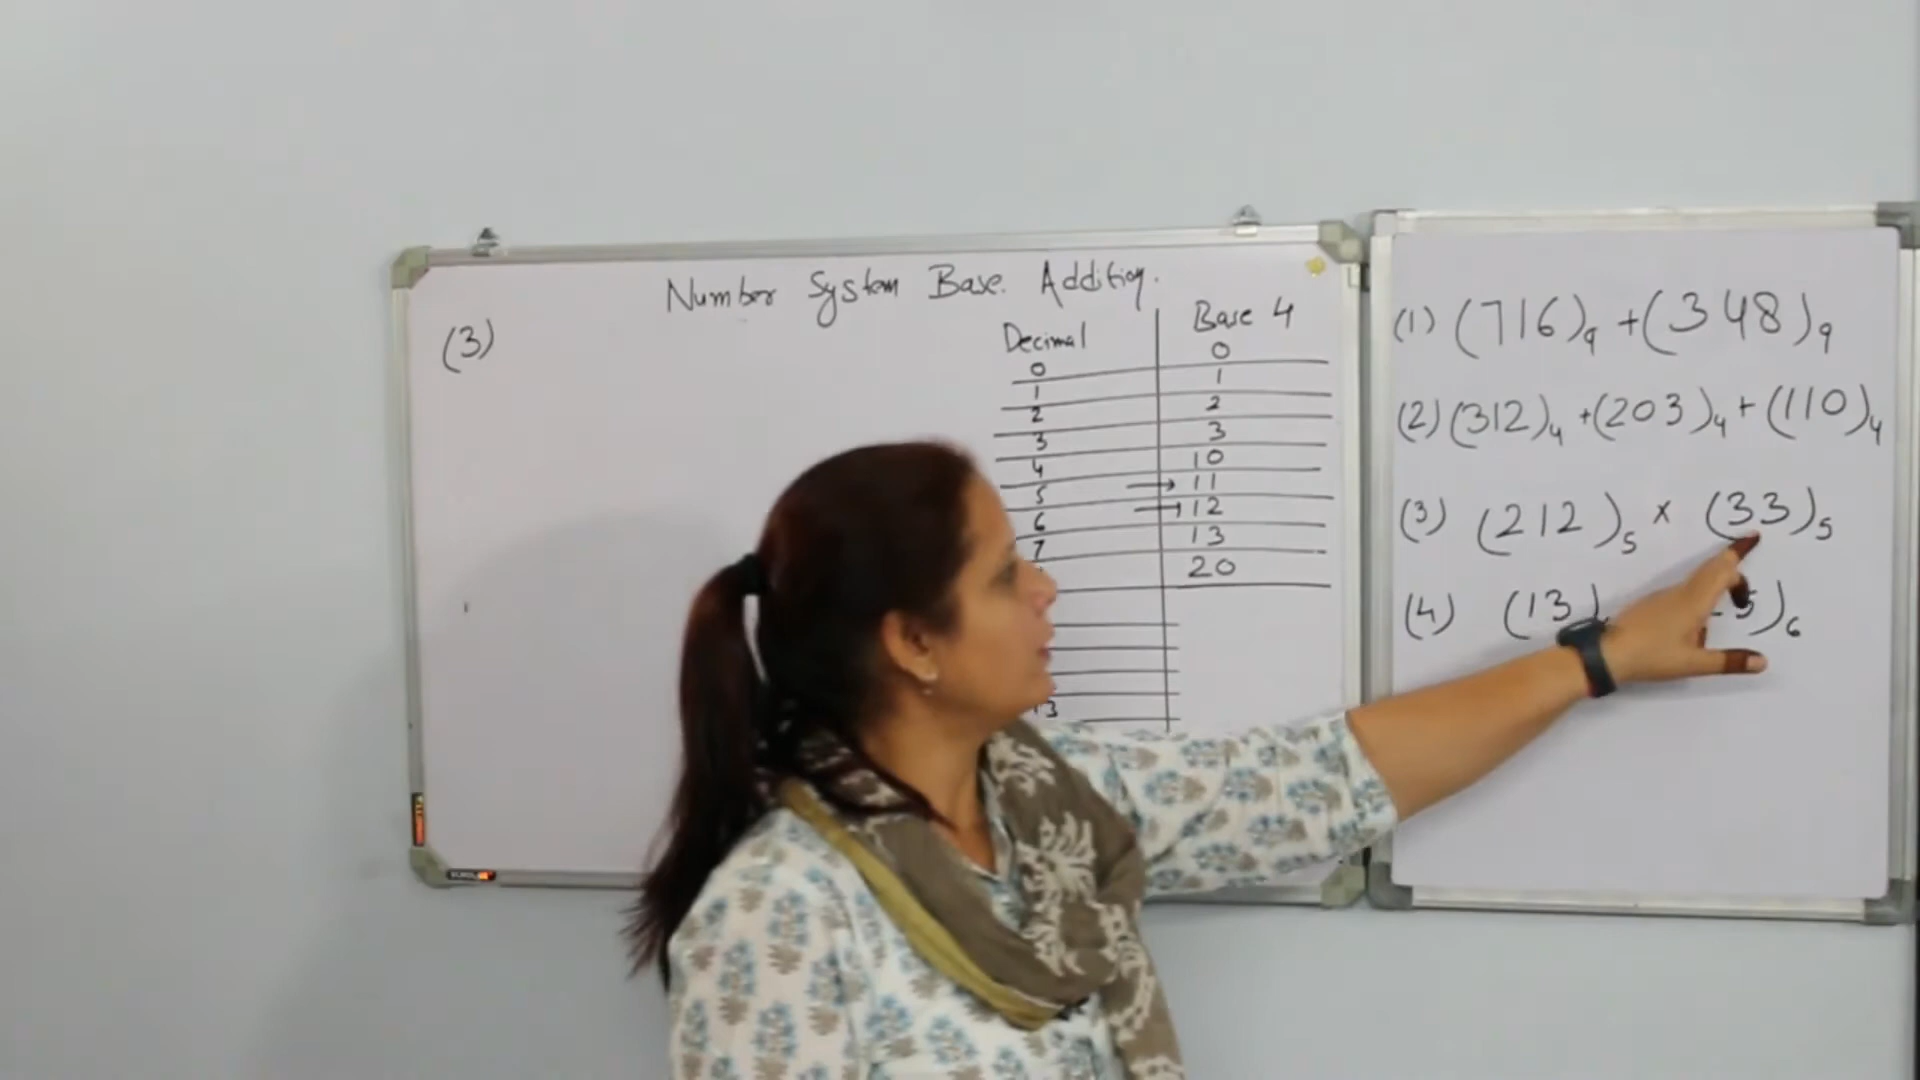 Number System Base. Addition.
(3)
Decimal Base 4
0 0
1 1
2 2
3 3
4 10
5 → 11
6 → 12
7 13
20
13
(1) (716)₉ + (348)₉
(2) (312)₄ + (203)₄ + (110)₄
(3) (212)₅ × (33)₅
(4) (13) 5)₆